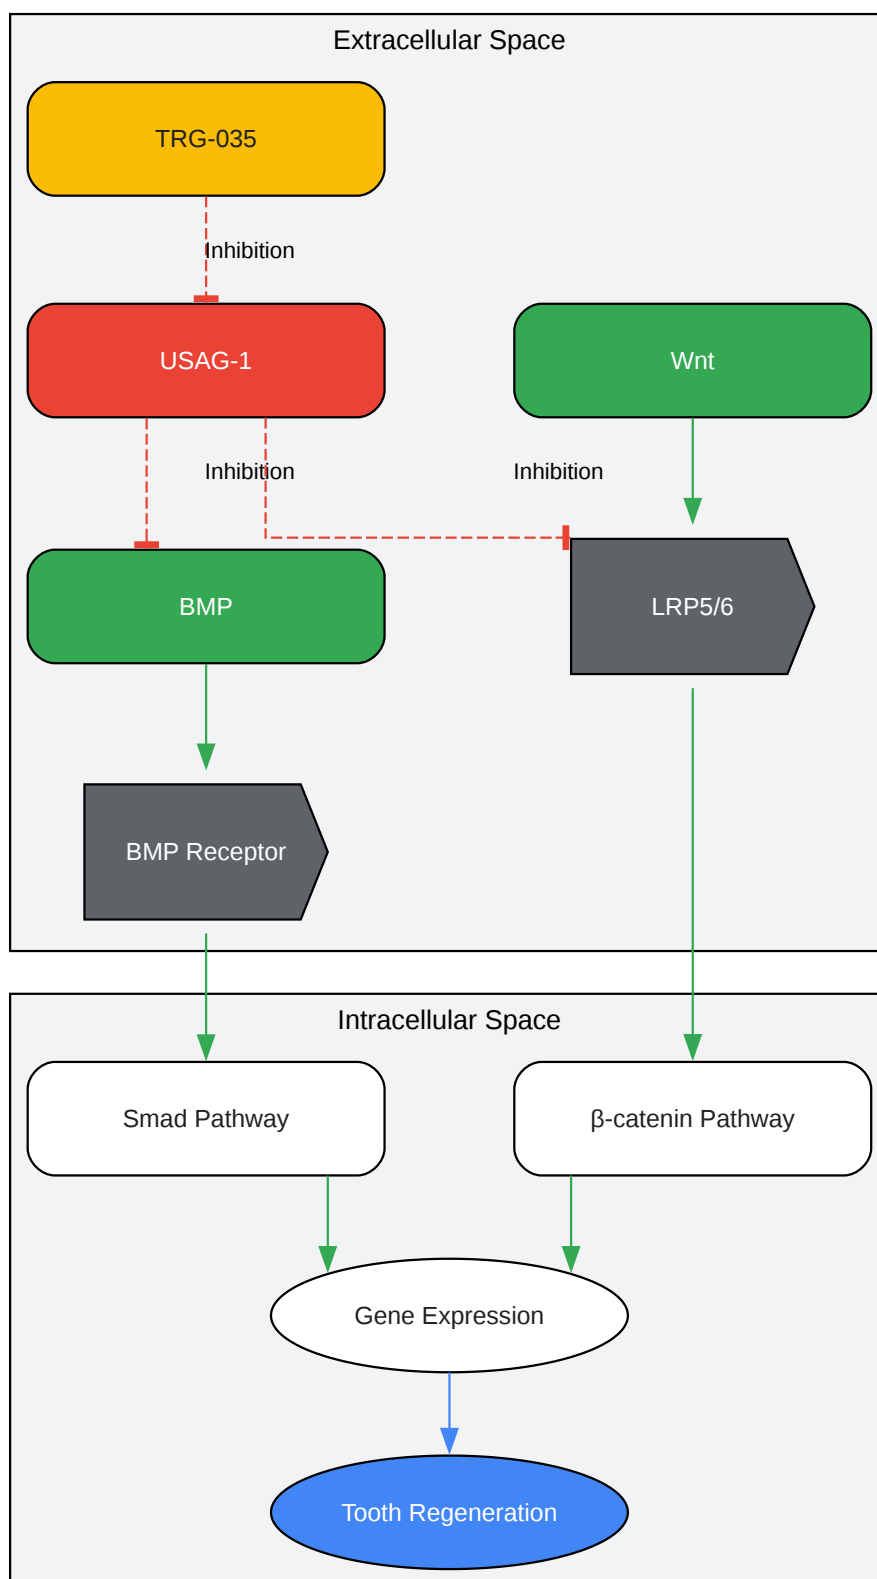 Extracellular Space
TRG-035
Inhibition
USAG-1
Wnt
Inhibition
Inhibition
BMP
LRP5/6
BMP Receptor
Intracellular Space
Smad Pathway
β-catenin Pathway
Gene Expression
Tooth Regeneration